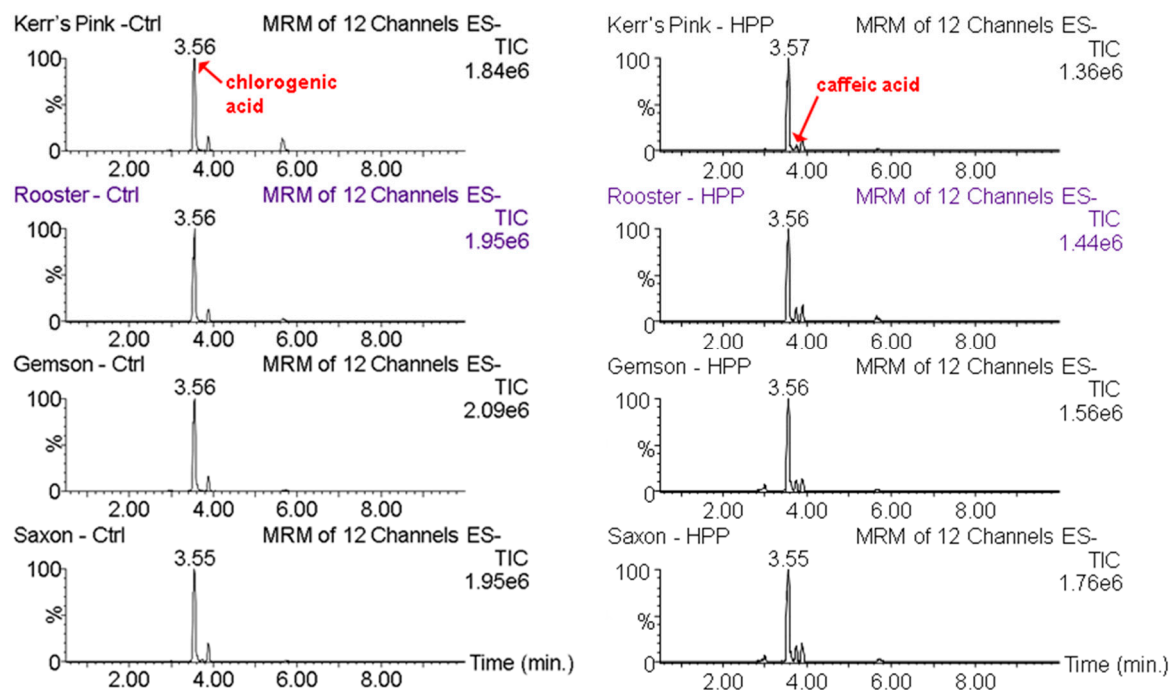 Kerr's Pink -Ctrl MRM of 12 Channels ES-
3.56 TIC
100 1.84e6
chlorogenic
acid
%
0
2.00 4.00 6.00 8.00
Rooster - Ctrl MRM of 12 Channels ES-
3.56 TIC
100 1.95e6
%
0
2.00 4.00 6.00 8.00
Gemson - Ctrl MRM of 12 Channels ES-
3.56 TIC
100 2.09e6
%
0
2.00 4.00 6.00 8.00
Saxon - Ctrl MRM of 12 Channels ES-
3.55 TIC
100 1.95e6
%
0 Time (min.)
2.00 4.00 6.00 8.00
Kerr's Pink - HPP MRM of 12 Channels ES-
3.57 TIC
100 1.36e6
caffeic acid
%
0
2.00 4.00 6.00 8.00
Rooster - HPP MRM of 12 Channels ES-
3.56 TIC
100 1.44e6
%
0
2.00 4.00 6.00 8.00
Gemson - HPP MRM of 12 Channels ES-
3.56 TIC
100 1.56e6
%
0
2.00 4.00 6.00 8.00
Saxon - HPP MRM of 12 Channels ES-
3.55 TIC
100 1.76e6
%
0 Time (min.)
2.00 4.00 6.00 8.00